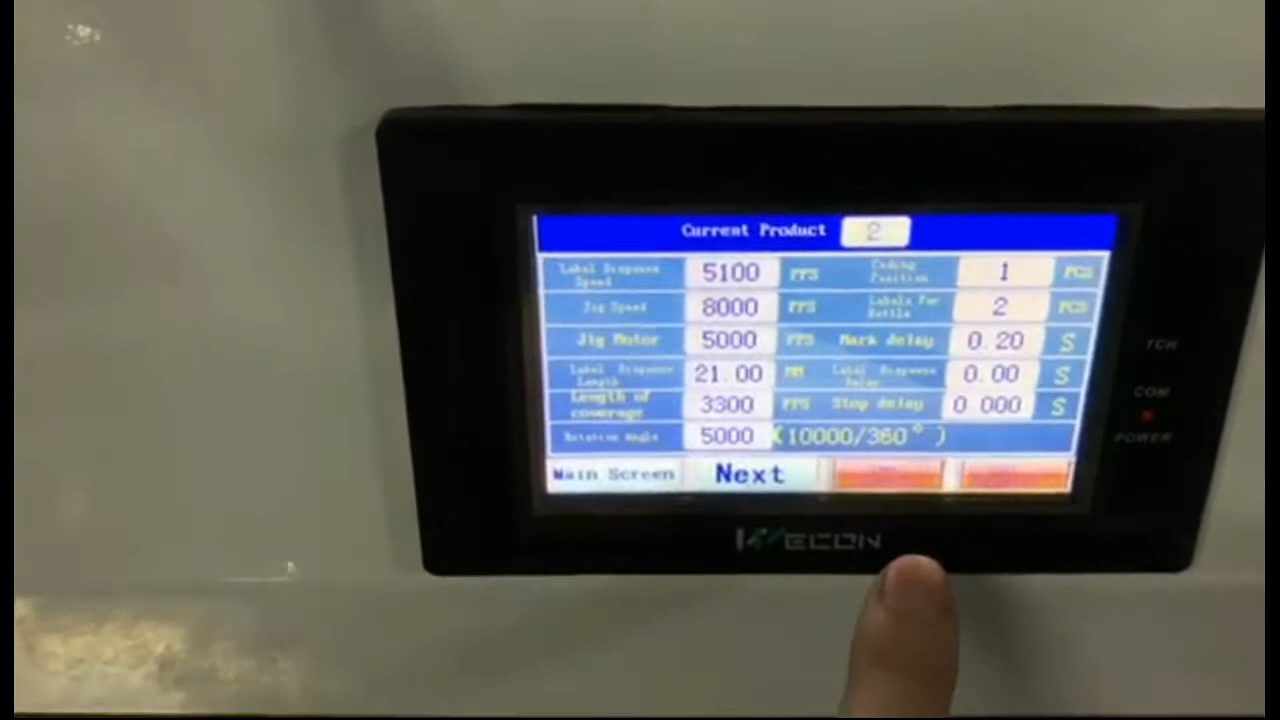 Current Product 2
Label Dispense Speed 5100 PPS Coding Position 1 PCS
Jig Speed 8000 PPS Labels Per Bottle 2 PCS
Jig Motor 5000 PPS Mark delay 0.20 S
Label Dispense Length 21.00 MM Label Dispense Delay 0.00 S
Length of coverage 3300 PPS Stop delay 0.000 S
Rotation Angle 5000 (10000/360°)
Main Screen Next
WECON
TCH
COM
POWER